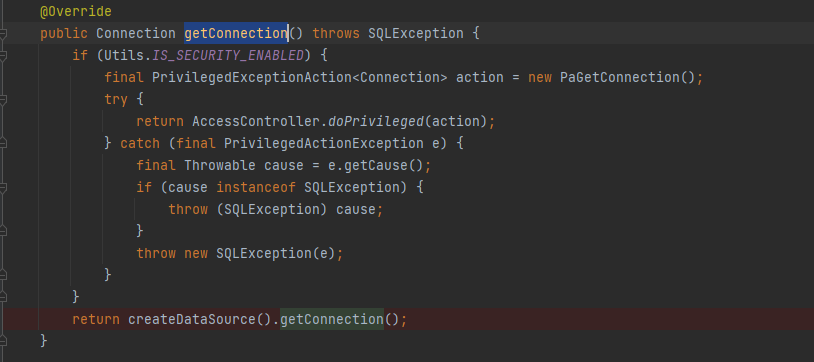 @Override
public Connection getConnection() throws SQLException {
    if (Utils.IS_SECURITY_ENABLED) {
        final PrivilegedExceptionAction<Connection> action = new PaGetConnection();
        try {
            return AccessController.doPrivileged(action);
        } catch (final PrivilegedActionException e) {
            final Throwable cause = e.getCause();
            if (cause instanceof SQLException) {
                throw (SQLException) cause;
            }
            throw new SQLException(e);
        }
    }
    return createDataSource().getConnection();
}